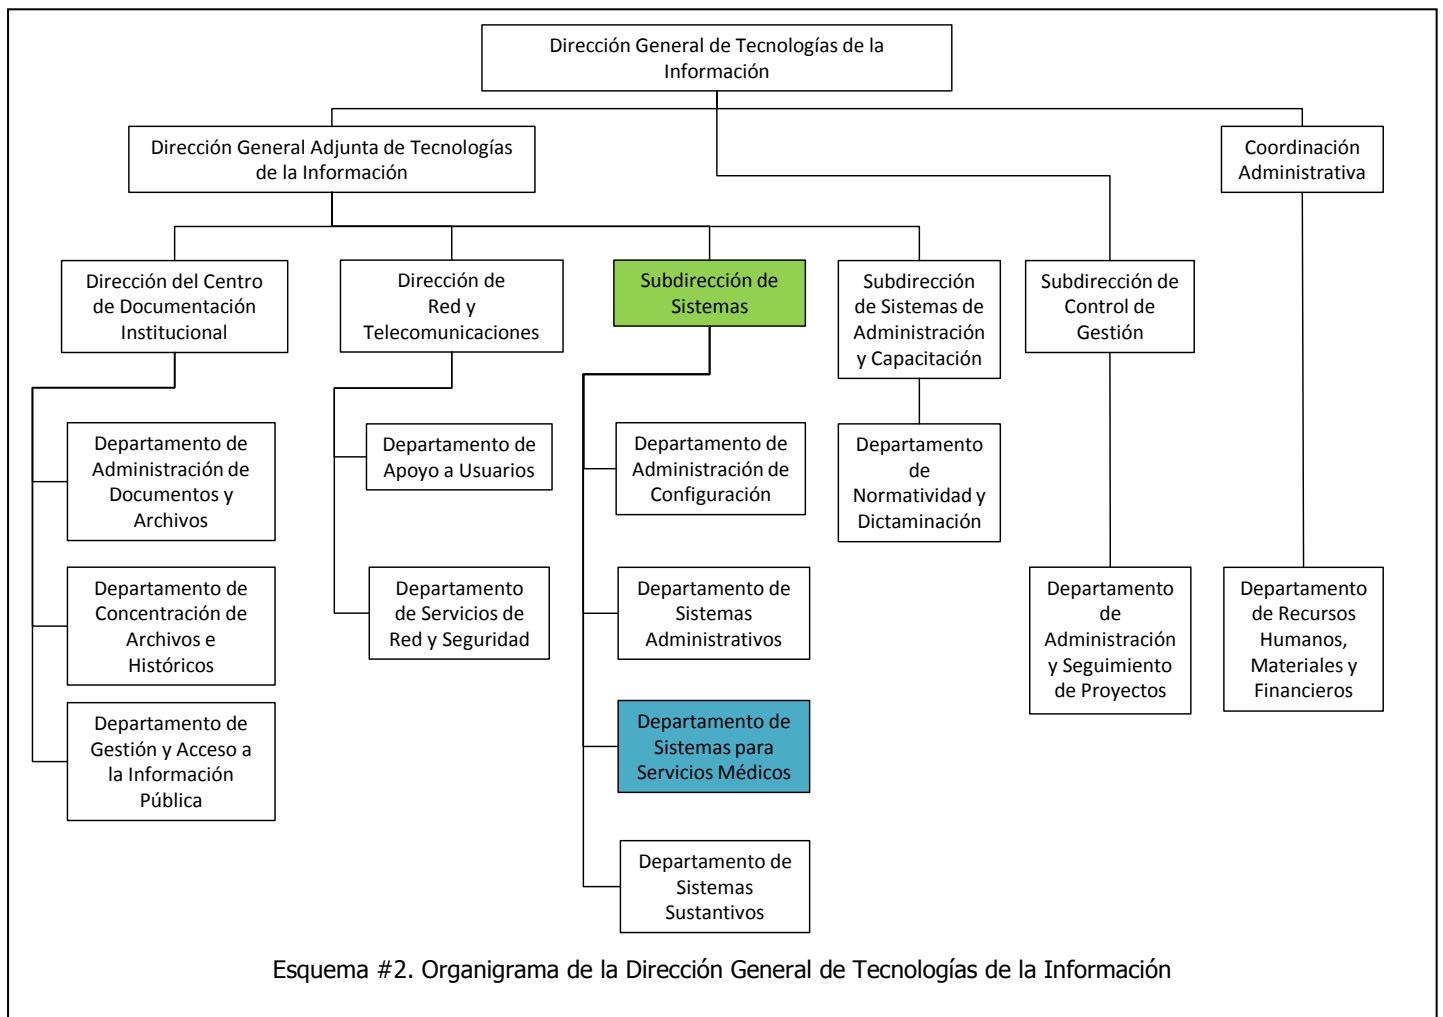 Dirección General de Tecnologías de la
Información
Dirección General Adjunta de Tecnologías
de la Información
Coordinación
Administrativa
Dirección del Centro
de Documentación
Institucional
Dirección de
Red y
Telecomunicaciones
Subdirección de
Sistemas
Subdirección
de Sistemas de
Administración
y Capacitación
Subdirección de
Control de
Gestión
Departamento de
Administración de
Documentos y
Archivos
Departamento de
Apoyo a Usuarios
Departamento de
Administración de
Configuración
Departamento
de
Normatividad y
Dictaminación
Departamento de
Concentración de
Archivos e
Históricos
Departamento
de Servicios de
Red y Seguridad
Departamento de
Sistemas
Administrativos
Departamento
de
Administración
y Seguimiento
de Proyectos
Departamento
de Recursos
Humanos,
Materiales y
Financieros
Departamento de
Gestión y Acceso a
la Información
Pública
Departamento de
Sistemas para
Servicios Médicos
Departamento de
Sistemas
Sustantivos
Esquema #2. Organigrama de la Dirección General de Tecnologías de la Información